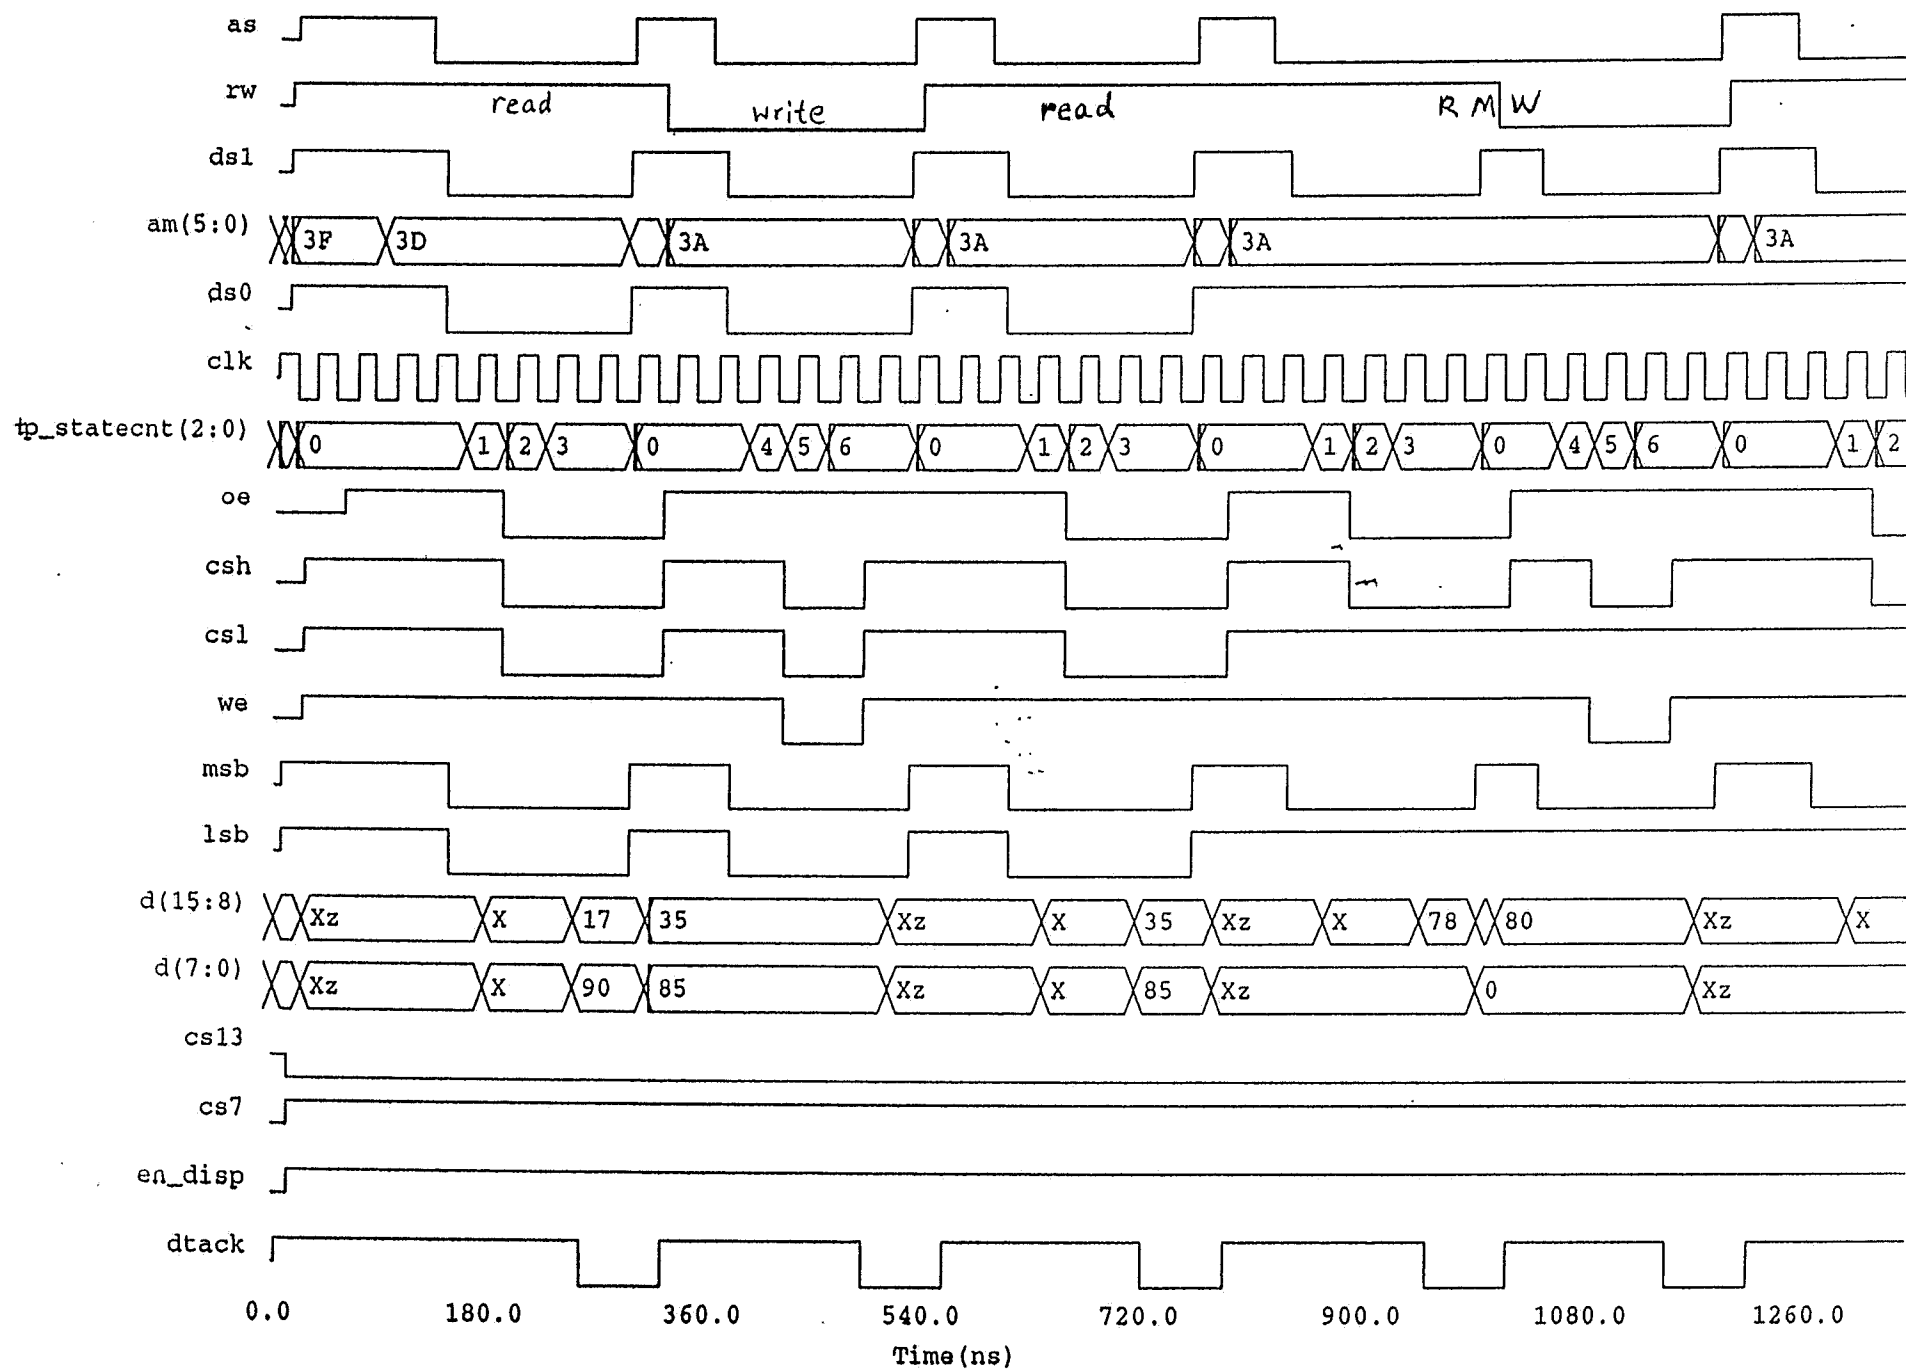 as
rw read write read R M W
ds1
am(5:0) 3F 3D 3A 3A 3A 3A
ds0
clk
tp_statecnt(2:0) 0 1 2 3 0 4 5 6 0 1 2 3 0 1 2 3 0 4 5 6 0 1 2
oe
csh
csl
we
msb
lsb
d(15:8) Xz X 17 35 Xz X 35 Xz X 78 80 Xz X
d(7:0) Xz X 90 85 Xz X 85 Xz 0 Xz
cs13
cs7
en_disp
dtack
0.0 180.0 360.0 540.0 720.0 900.0 1080.0 1260.0
Time(ns)